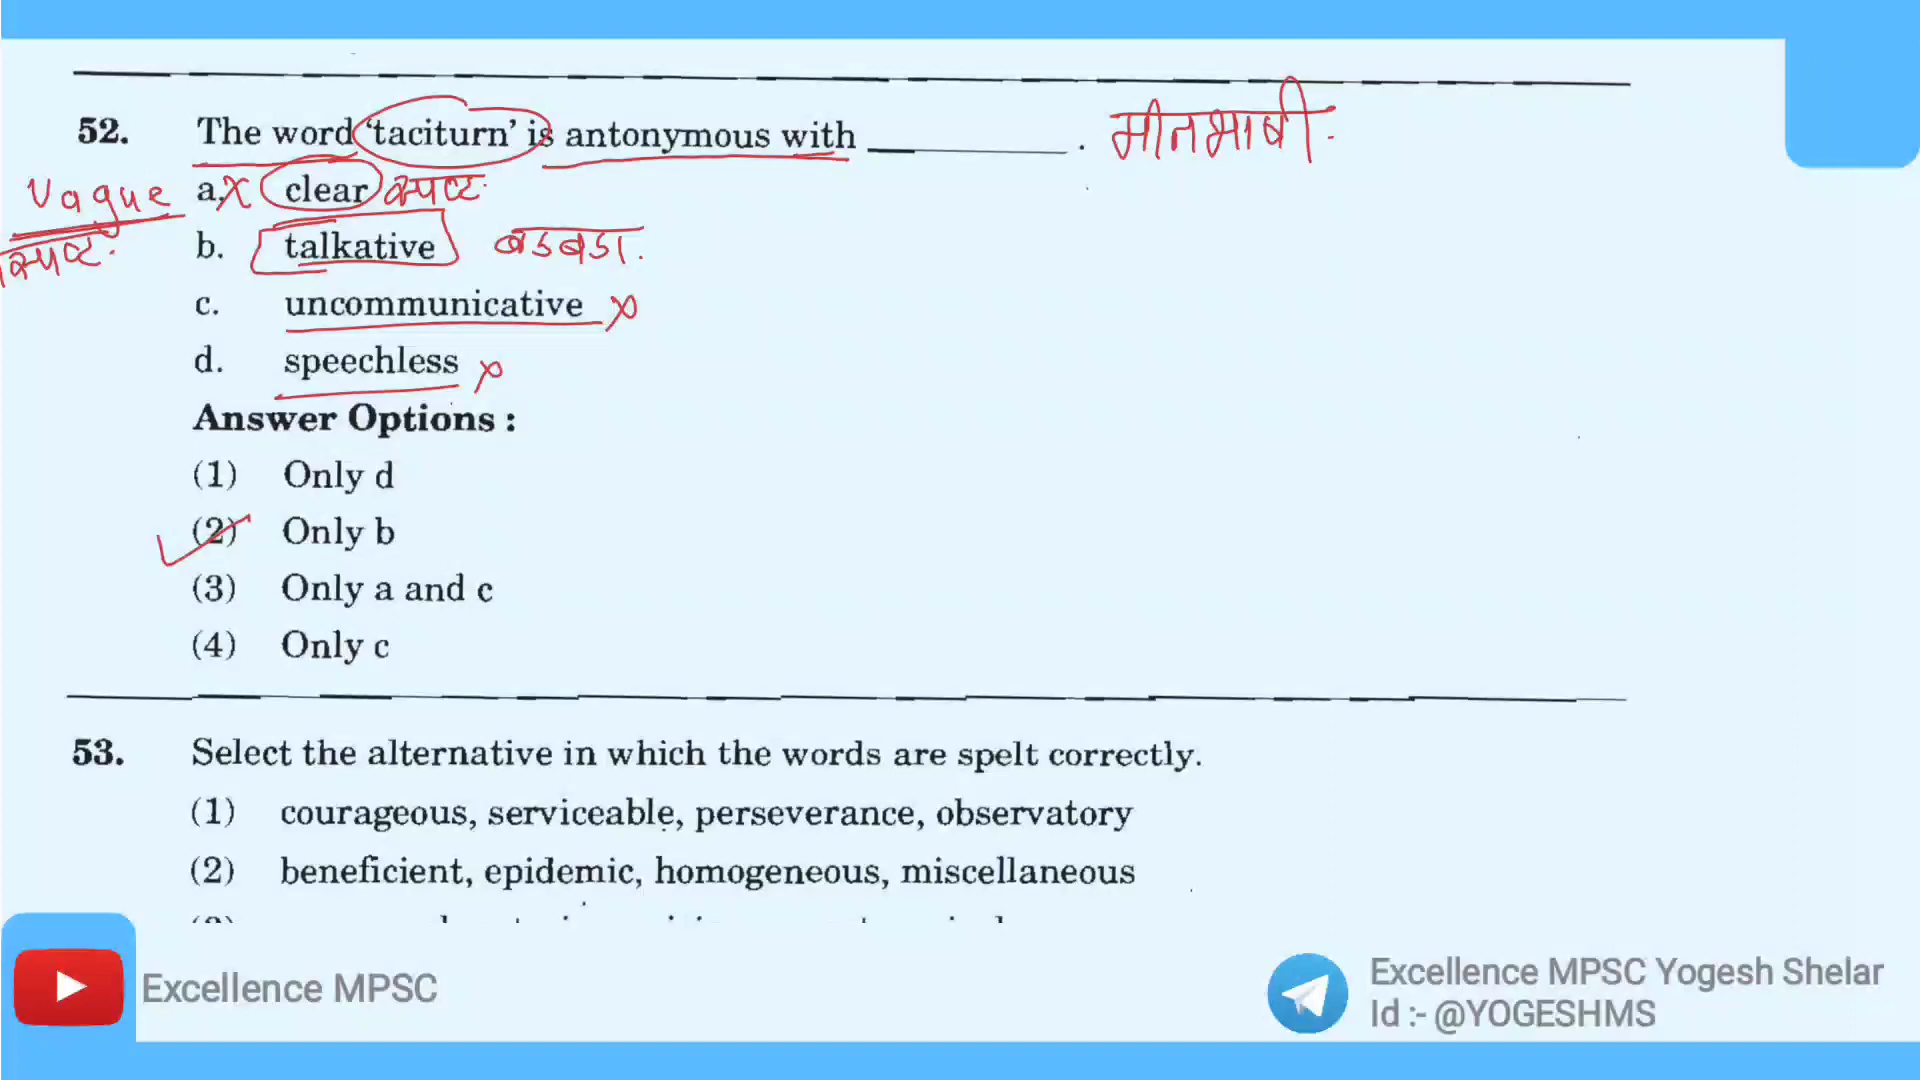 52. The word ‘taciturn’ is antonymous with ________ . मीतभाषी.
Vague a. x clear स्पष्ट.
b. talkative बडबडा.
स्पष्ट.
c. uncommunicative x
d. speechless x
Answer Options :
(1) Only d
(2) Only b
(3) Only a and c
(4) Only c
53. Select the alternative in which the words are spelt correctly.
(1) courageous, serviceable, perseverance, observatory
(2) beneficient, epidemic, homogeneous, miscellaneous
Excellence MPSC
Excellence MPSC Yogesh Shelar
Id :- @YOGESHMS